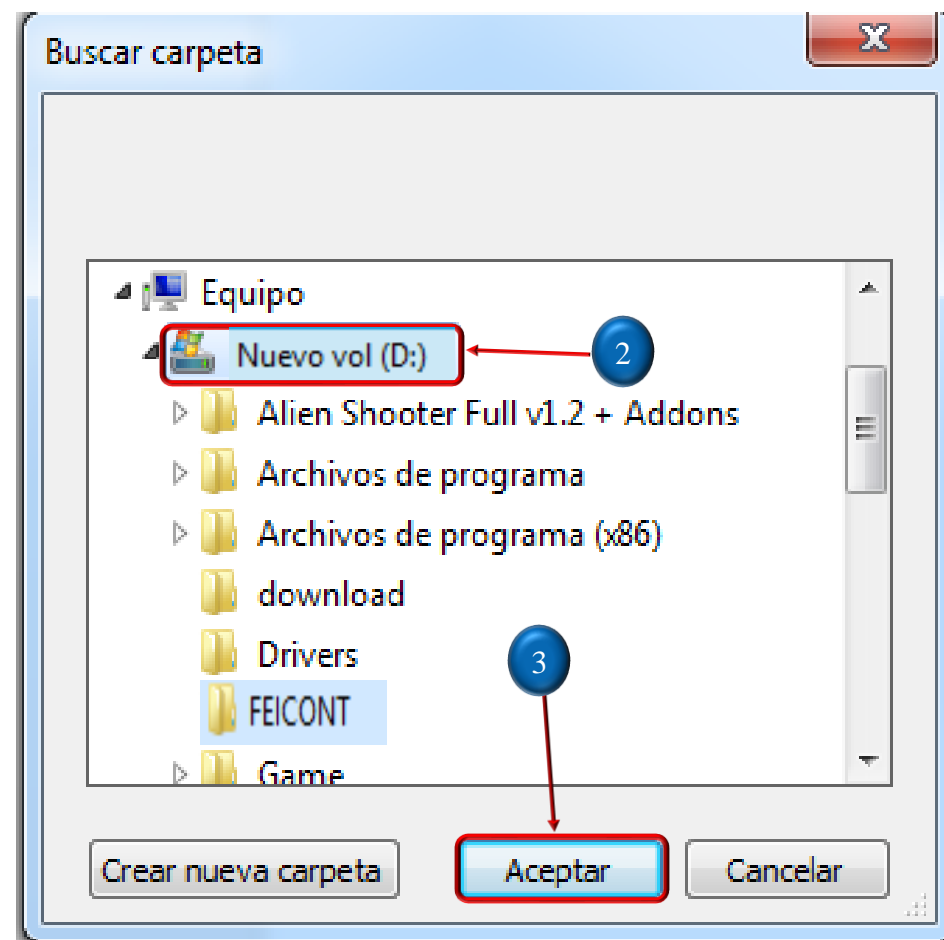 Buscar carpeta
Equipo
Nuevo vol (D:)
2
Alien Shooter Full v1.2 + Addons
Archivos de programa
Archivos de programa (x86)
download
Drivers
3
FEICONT
Game
Crear nueva carpeta
Aceptar
Cancelar